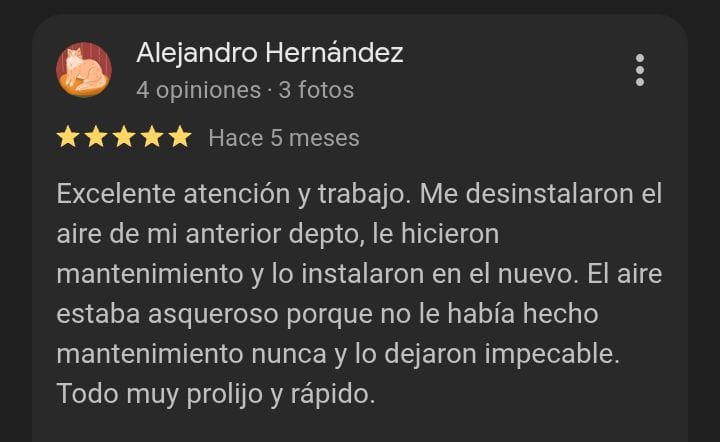 Alejandro Hernández
4 opiniones · 3 fotos
Hace 5 meses
Excelente atención y trabajo. Me desinstalaron el
aire de mi anterior depto, le hicieron
mantenimiento y lo instalaron en el nuevo. El aire
estaba asqueroso porque no le había hecho
mantenimiento nunca y lo dejaron impecable.
Todo muy prolijo y rápido.